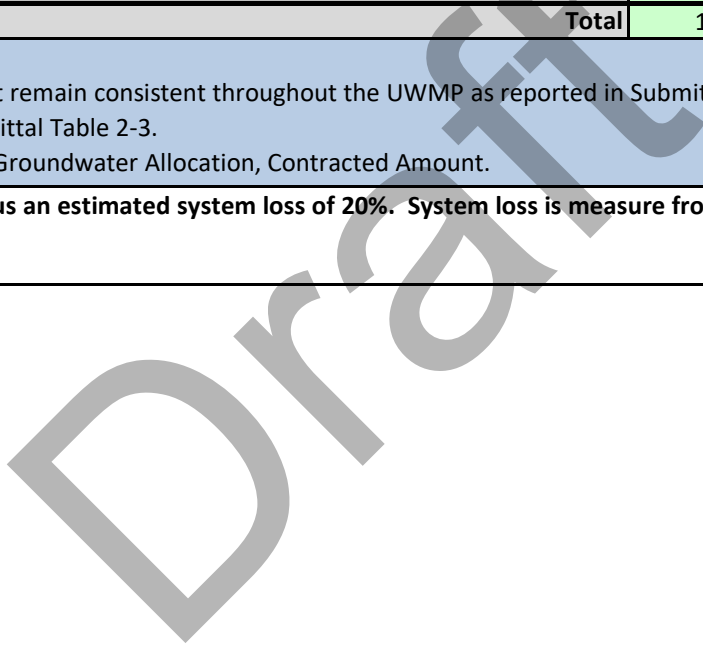 Total 1
t remain consistent throughout the UWMP as reported in Submit
ittal Table 2-3.
Groundwater Allocation, Contracted Amount.
us an estimated system loss of 20%. System loss is measure fro
Draft